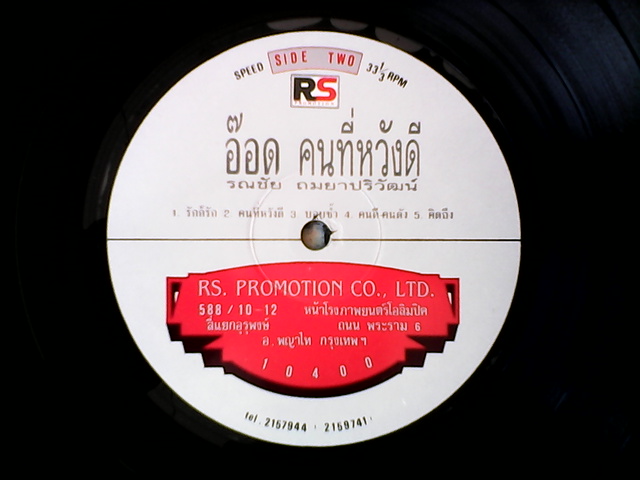 SPEED SIDE TWO 33⅓ RPM
RS
PROMOTION
อ๊อด คนที่หวังดี
รณชัย ถมยาปริวัฒน์
1. รักก็รัก 2. คนที่หวังดี 3. บอบช้ำ 4. คนดีคนดัง 5. คิดถึง
RS. PROMOTION CO., LTD.
588 / 10-12 หน้าโรงภาพยนตร์โอลิมปิค
สี่แยกอุรุพงษ์ ถนน พระราม 6
อ. พญาไท กรุงเทพฯ
10400
tel. 2157944 · 2159741·